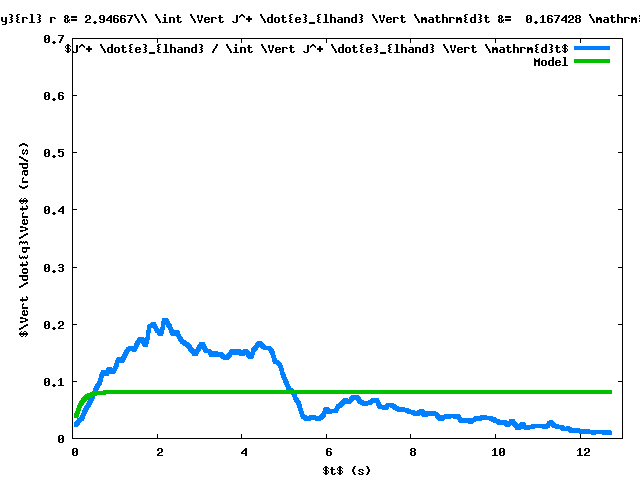 y}{rl} r &= 2.94667\\ \int \Vert J^+ \dot{e}_{lhand} \Vert \mathrm{d}t &= 0.167428 \mathrm
$J^+ \dot{e}_{lhand} / \int \Vert J^+ \dot{e}_{lhand} \Vert \mathrm{d}t$
Model
0.7
0.6
0.5
0.4
0.3
0.2
0.1
0
$\Vert \dot{q}\Vert$ (rad/s)
0 2 4 6 8 10 12
$t$ (s)